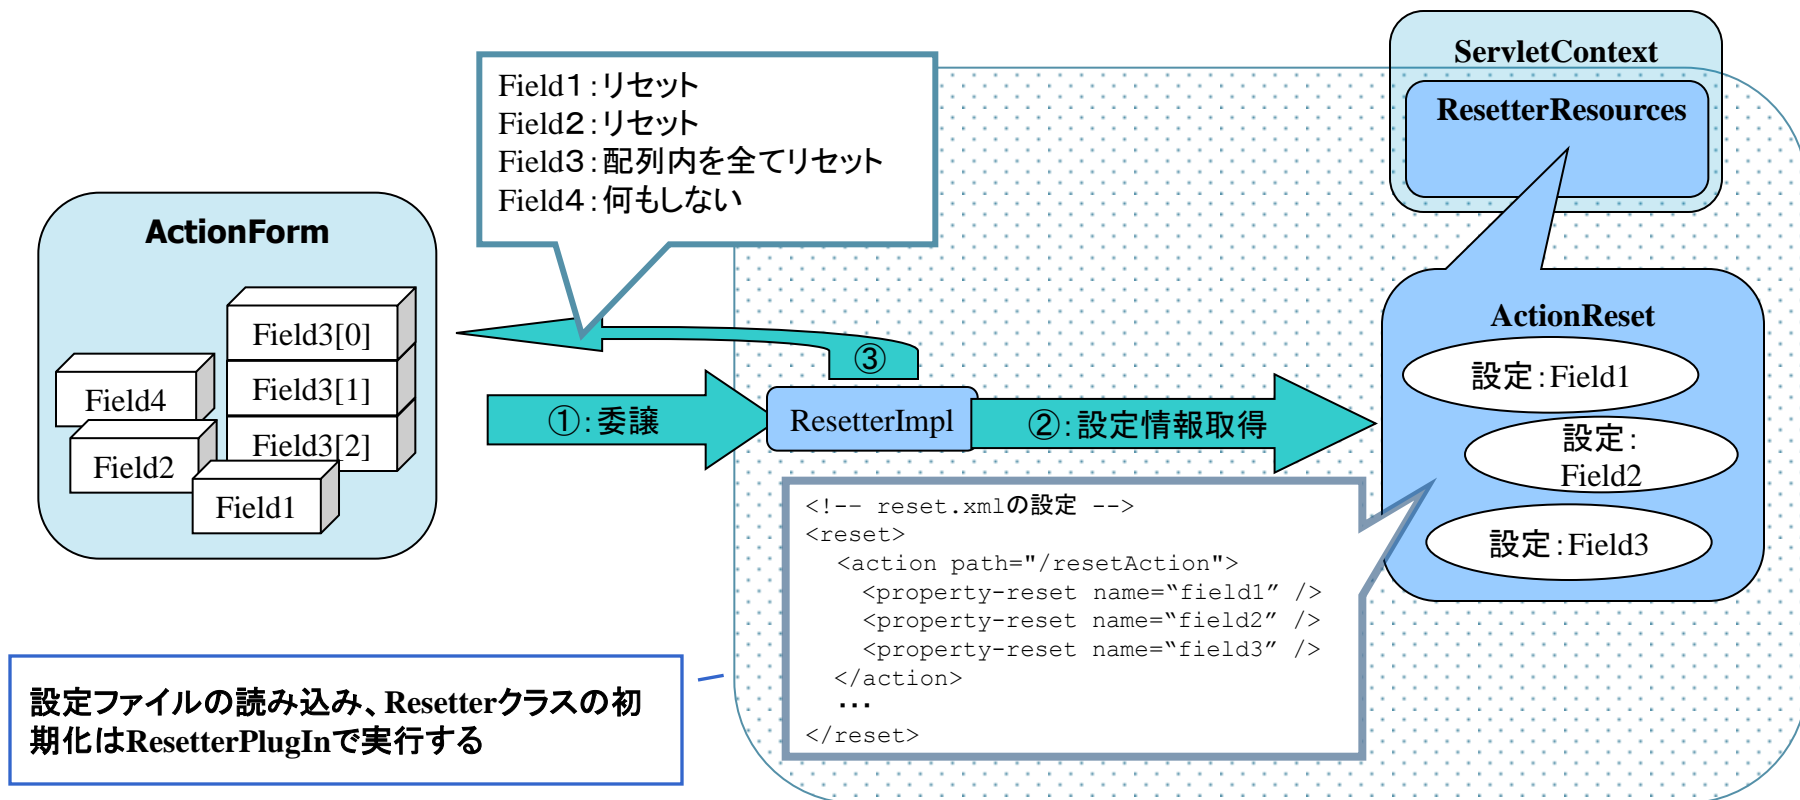 Field1:リセット
Field2:リセット
Field3:配列内を全てリセット
Field4:何もしない
ServletContext
ResetterResources
ActionForm
Field3[0]
Field3[1]
Field3[2]
Field4
Field2
Field1
③
①:委譲
ResetterImpl
②:設定情報取得
ActionReset
設定:Field1
設定:
Field2
設定:Field3
<!-- reset.xmlの設定 -->
<reset>
<action path="/resetAction">
<property-reset name=“field1” />
<property-reset name=“field2” />
<property-reset name=“field3” />
</action>
・・・
</reset>
設定ファイルの読み込み、Resetterクラスの初
期化はResetterPlugInで実行する